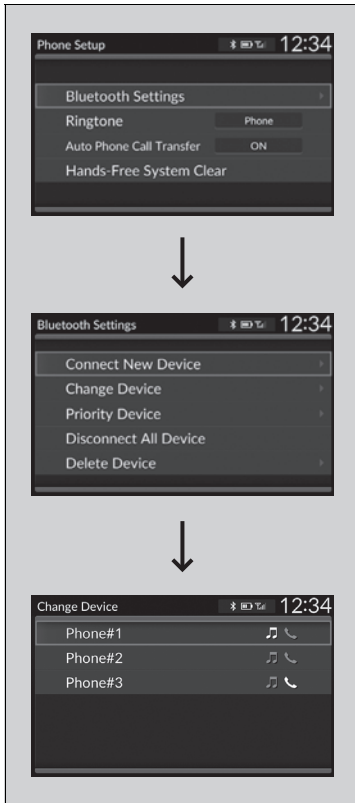 Phone Setup 12:34
Bluetooth Settings
Ringtone Phone
Auto Phone Call Transfer ON
Hands-Free System Clear
Bluetooth Settings 12:34
Connect New Device
Change Device
Priority Device
Disconnect All Device
Delete Device
Change Device 12:34
Phone#1
Phone#2
Phone#3